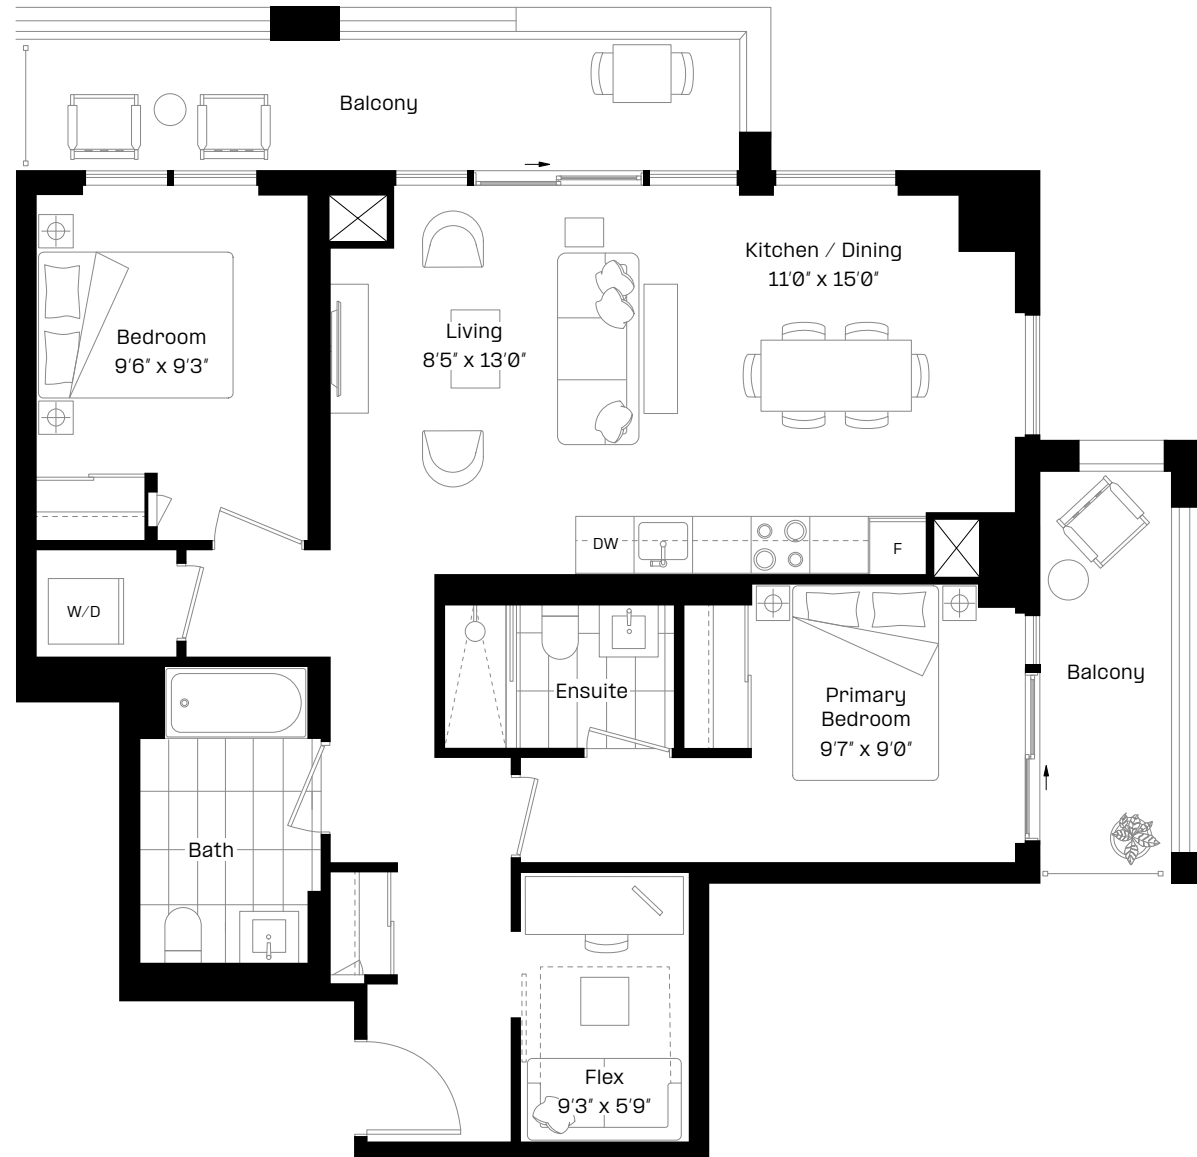 Balcony
Kitchen / Dining
11'0" x 15'0"
Living
8'5" x 13'0"
Bedroom
9'6" x 9'3"
DW
F
W/D
Ensuite
Primary
Bedroom
9'7" x 9'0"
Balcony
Bath
Flex
9'3" x 5'9"